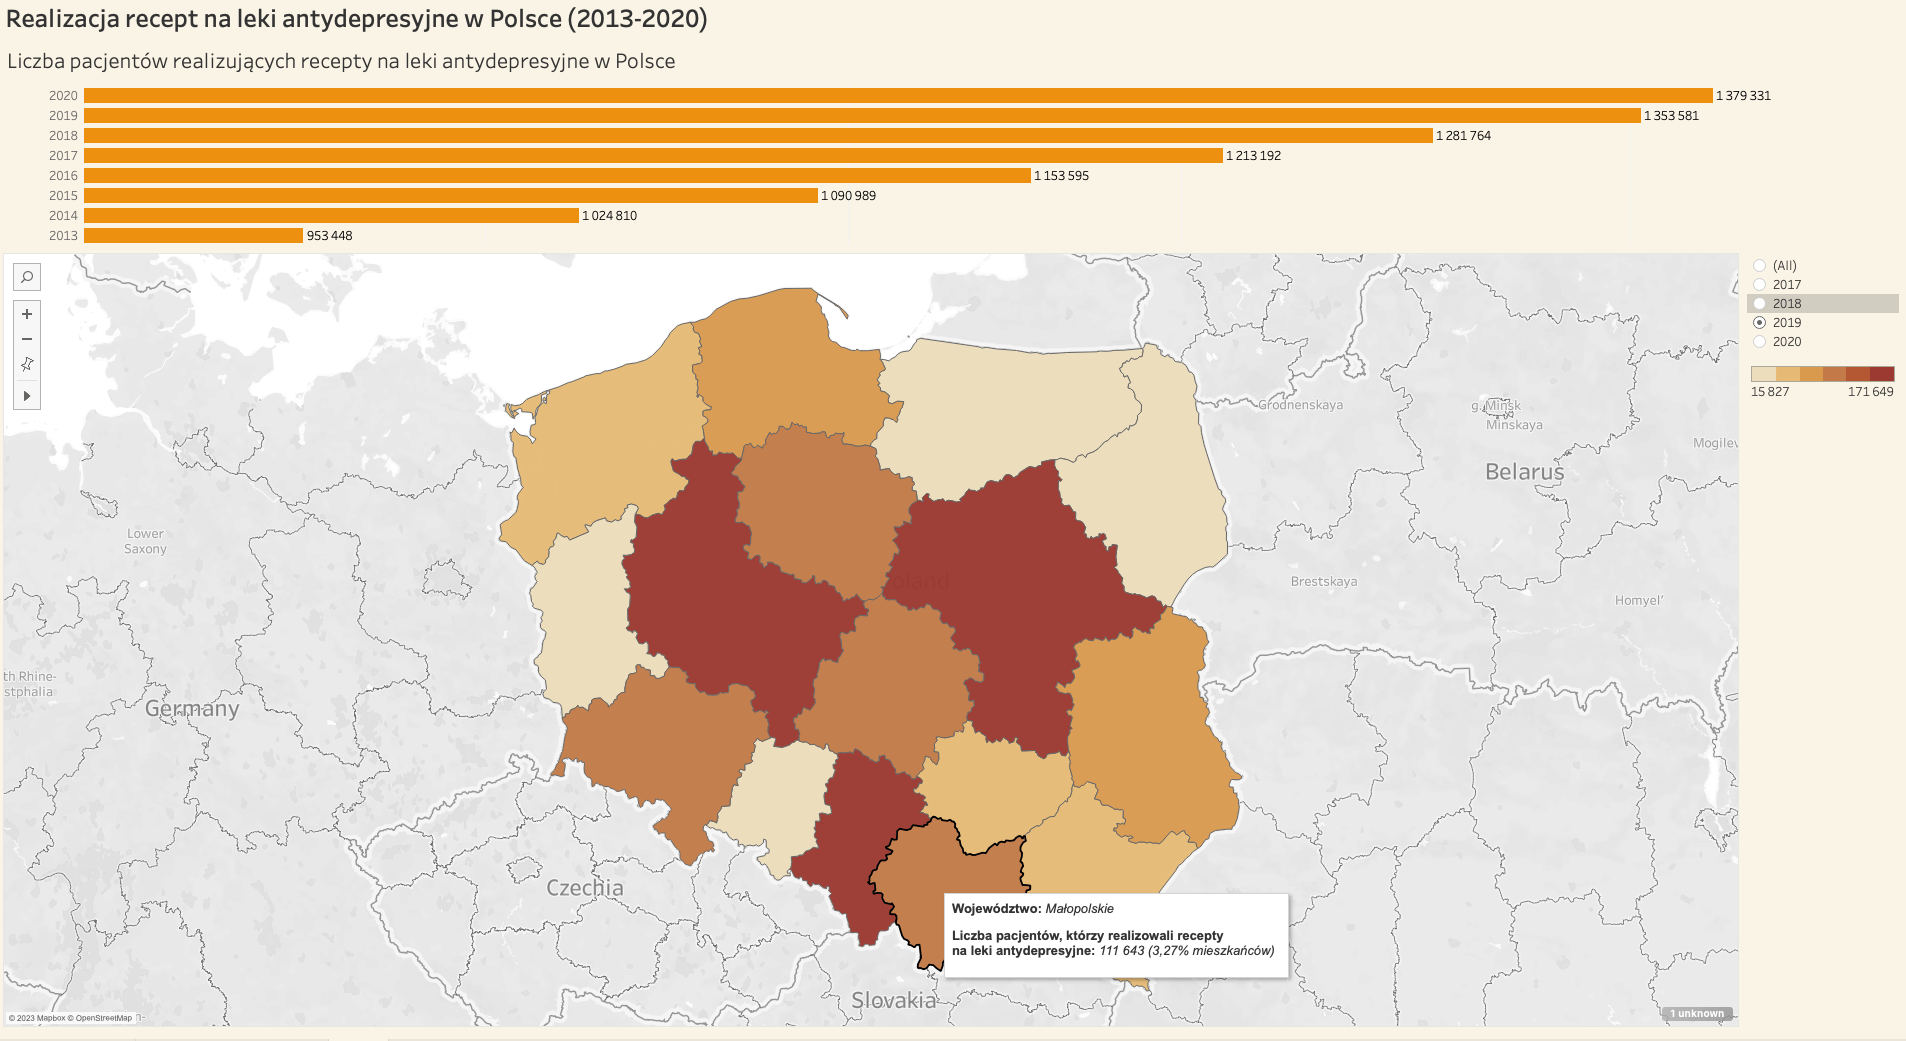 Realizacja recept na leki antydepresyjne w Polsce (2013-2020)
Liczba pacjentów realizujących recepty na leki antydepresyjne w Polsce
2020 1 379 331
2019 1 353 581
2018 1 281 764
2017 1 213 192
2016 1 153 595
2015 1 090 989
2014 1 024 810
2013 953 448
(All)
2017
2018
2019
2020
15 827 171 649
Grodnenskaya
g. Minsk
Minskaya
Mogilev
Belarus
Lower
Saxony
oland
Brestskaya
Homyel'
th Rhine-
stphalia
Germany
Czechia
Województwo: Małopolskie
Liczba pacjentów, którzy realizowali recepty
na leki antydepresyjne: 111 643 (3,27% mieszkańców)
Slovakia
© 2023 Mapbox © OpenStreetMap
1 unknown